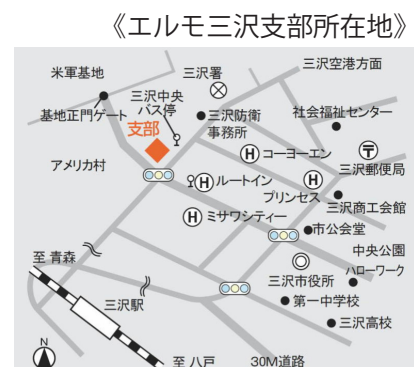 《エルモ三沢支部所在地》
米軍基地
三沢署
三沢空港方面
基地正門ゲート
三沢中央
バス停
三沢防衛
事務所
社会福祉センター
支部
H コーヨーエン
三沢郵便局
アメリカ村
H ルートイン
H
プリンセス
三沢商工会館
H ミサワシティー
市公会堂
中央公園
至 青森
三沢市役所
ハローワーク
三沢駅
第一中学校
三沢高校
N
至 八戸
30M道路